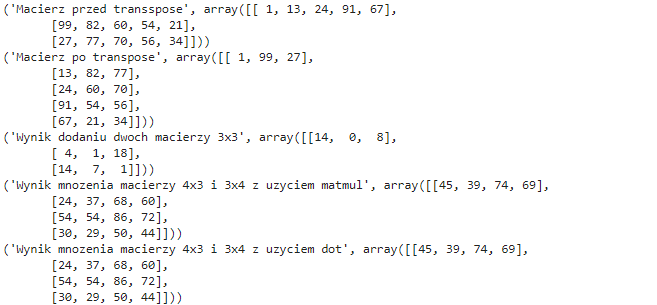 ('Macierz przed transspose', array([[ 1, 13, 24, 91, 67],
       [99, 82, 60, 54, 21],
       [27, 77, 70, 56, 34]]))
('Macierz po transpose', array([[ 1, 99, 27],
       [13, 82, 77],
       [24, 60, 70],
       [91, 54, 56],
       [67, 21, 34]]))
('Wynik dodaniu dwoch macierzy 3x3', array([[14,  0,  8],
       [ 4,  1, 18],
       [14,  7,  1]]))
('Wynik mnozenia macierzy 4x3 i 3x4 z uzyciem matmul', array([[45, 39, 74, 69],
       [24, 37, 68, 60],
       [54, 54, 86, 72],
       [30, 29, 50, 44]]))
('Wynik mnozenia macierzy 4x3 i 3x4 z uzyciem dot', array([[45, 39, 74, 69],
       [24, 37, 68, 60],
       [54, 54, 86, 72],
       [30, 29, 50, 44]]))